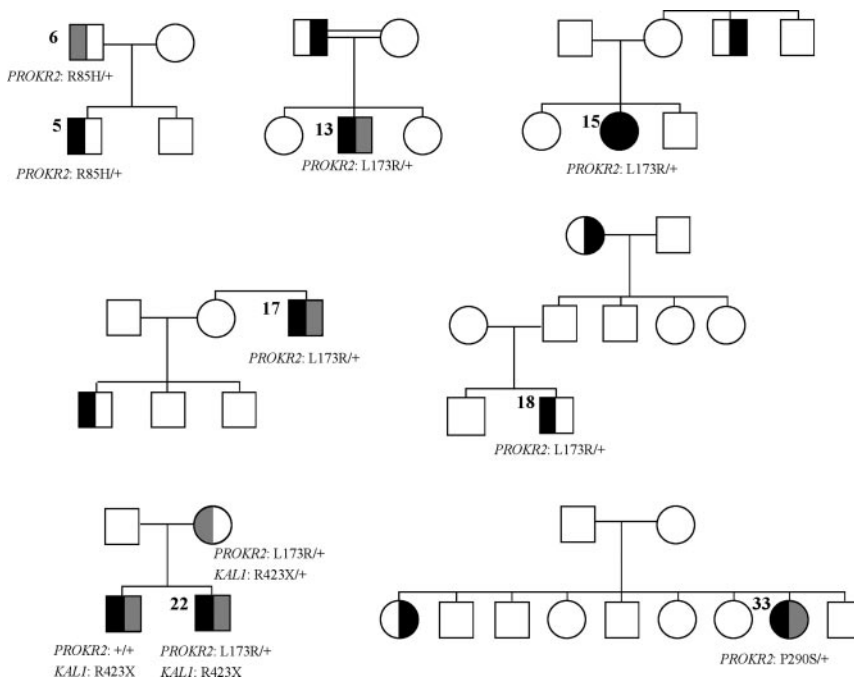 6
PROKR2: R85H/+
5
PROKR2: R85H/+
13
PROKR2: L173R/+
15
PROKR2: L173R/+
17
PROKR2: L173R/+
18
PROKR2: L173R/+
PROKR2: L173R/+
KAL1: R423X/+
22
PROKR2: +/+
KAL1: R423X
PROKR2: L173R/+
KAL1: R423X
33
PROKR2: P290S/+